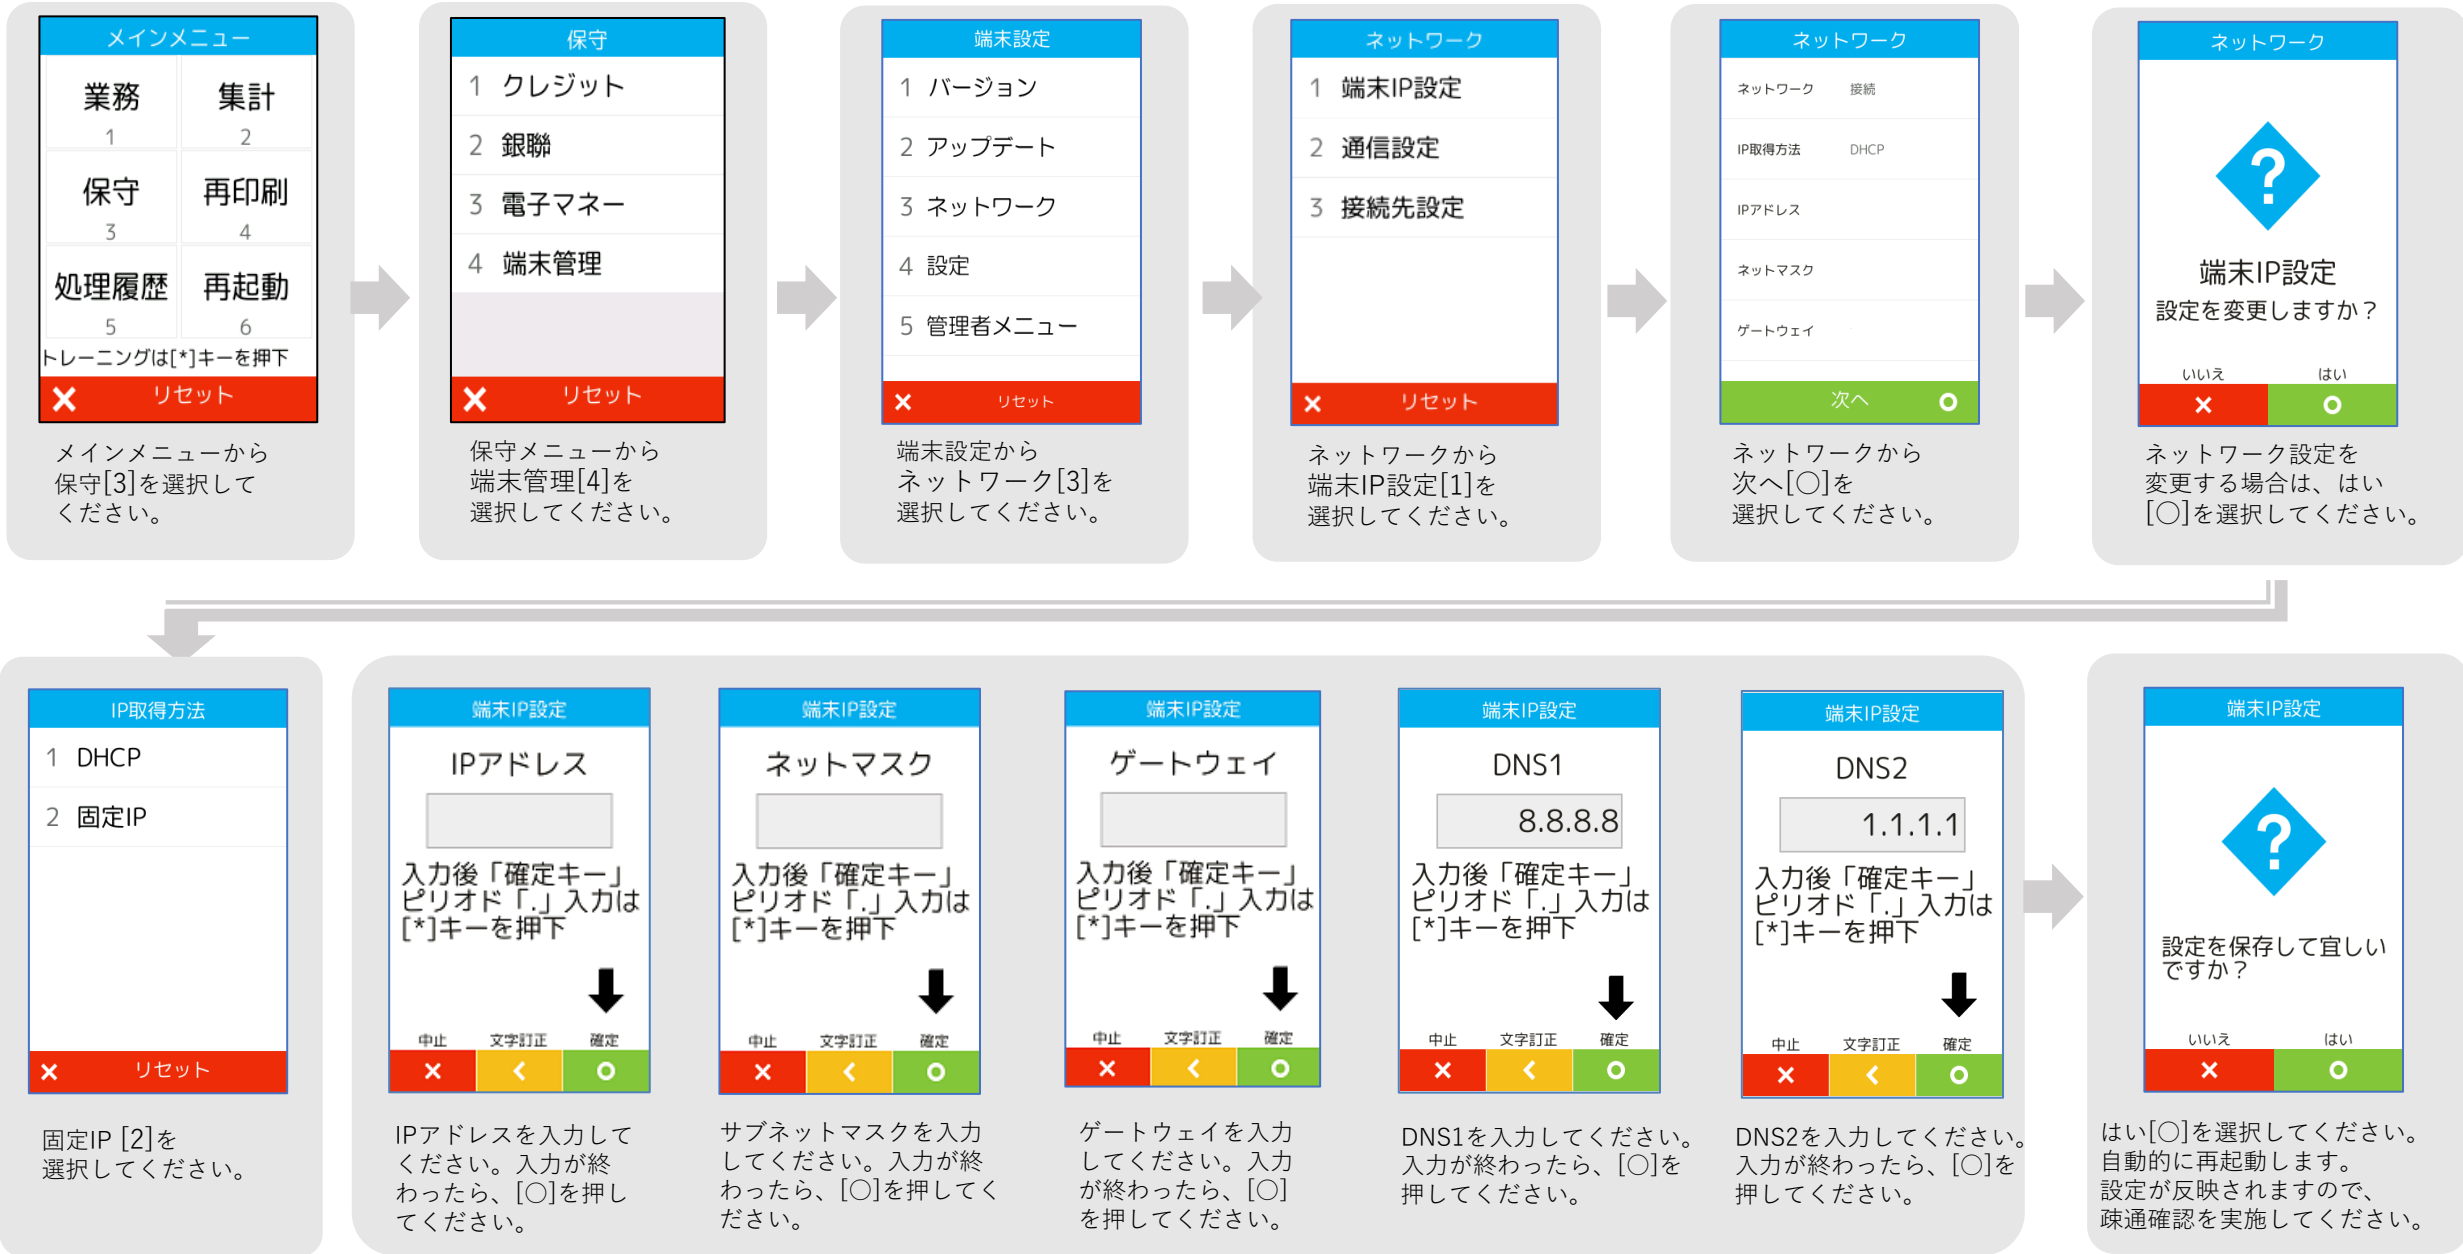 メインメニュー
業務
1
集計
2
保守
3
再印刷
4
処理履歴
5
再起動
6
トレーニングは[*]キーを押下
× リセット
メインメニューから
保守[3]を選択して
ください。
保守
1 クレジット
2 銀聯
3 電子マネー
4 端末管理
× リセット
保守メニューから
端末管理[4]を
選択してください。
端末設定
1 バージョン
2 アップデート
3 ネットワーク
4 設定
5 管理者メニュー
× リセット
端末設定から
ネットワーク[3]を
選択してください。
ネットワーク
1 端末IP設定
2 通信設定
3 接続先設定
× リセット
ネットワークから
端末IP設定[1]を
選択してください。
ネットワーク
ネットワーク 接続
IP取得方法 DHCP
IPアドレス
ネットマスク
ゲートウェイ
次へ ○
ネットワークから
次へ[○]を
選択してください。
ネットワーク
?
端末IP設定
設定を変更しますか？
いいえ はい
× ○
ネットワーク設定を
変更する場合は、はい
[○]を選択してください。
IP取得方法
1 DHCP
2 固定IP
× リセット
固定IP [2]を
選択してください。
端末IP設定
IPアドレス
入力後「確定キー」
ピリオド「.」入力は
[*]キーを押下
中止 文字訂正 確定
× < ○
IPアドレスを入力して
ください。入力が終
わったら、[○]を押し
てください。
端末IP設定
ネットマスク
入力後「確定キー」
ピリオド「.」入力は
[*]キーを押下
中止 文字訂正 確定
× < ○
サブネットマスクを入力
してください。入力が終
わったら、[○]を押してく
ださい。
端末IP設定
ゲートウェイ
入力後「確定キー」
ピリオド「.」入力は
[*]キーを押下
中止 文字訂正 確定
× < ○
ゲートウェイを入力
してください。入力
が終わったら、[○]
を押してください。
端末IP設定
DNS1
8.8.8.8
入力後「確定キー」
ピリオド「.」入力は
[*]キーを押下
中止 文字訂正 確定
× < ○
DNS1を入力してください。
入力が終わったら、[○]を
押してください。
端末IP設定
DNS2
1.1.1.1
入力後「確定キー」
ピリオド「.」入力は
[*]キーを押下
中止 文字訂正 確定
× < ○
DNS2を入力してください。
入力が終わったら、[○]を
押してください。
端末IP設定
?
設定を保存して宜しい
ですか？
いいえ はい
× ○
はい[○]を選択してください。
自動的に再起動します。
設定が反映されますので、
疎通確認を実施してください。